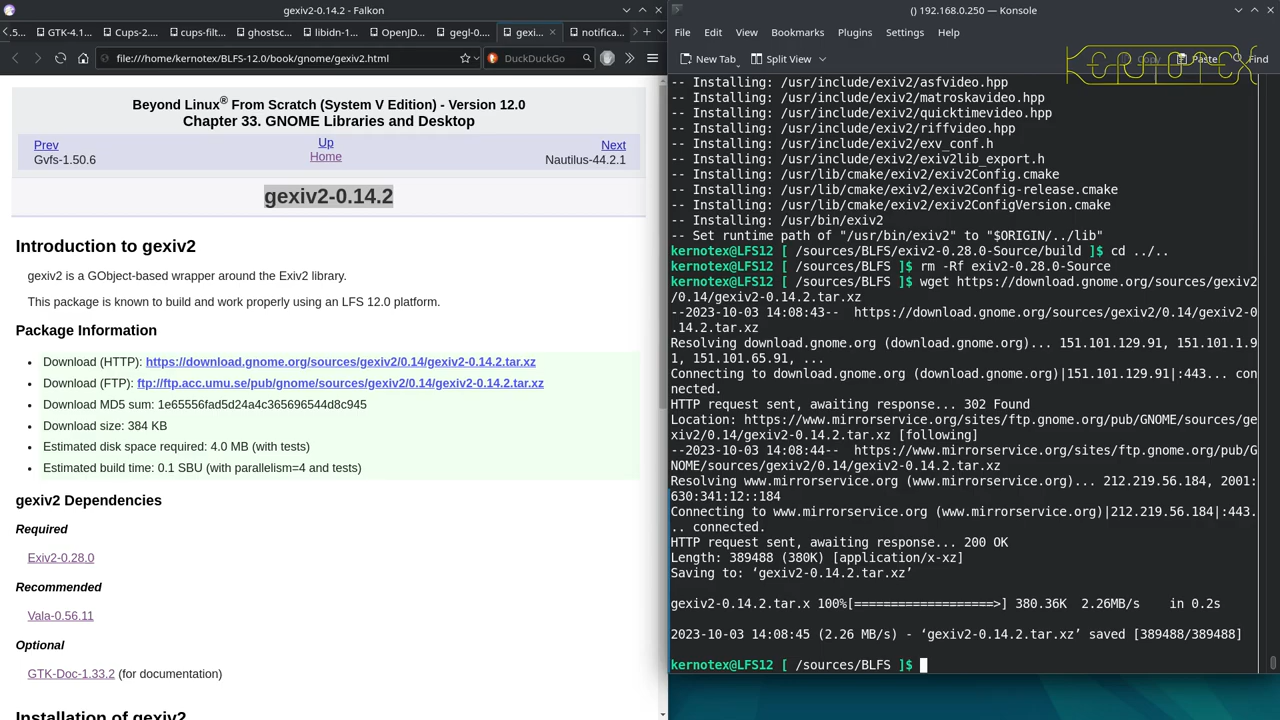 gexiv2-0.14.2 - Falkon
.5...
GTK-4.1...
Cups-2....
cups-filt...
ghostsc...
libidn-1...
OpenJD...
gegl-0....
gexi...
notifica...
file:///home/kernotex/BLFS-12.0/book/gnome/gexiv2.html
DuckDuckGo
Beyond Linux® From Scratch (System V Edition) - Version 12.0
Chapter 33. GNOME Libraries and Desktop
Prev
Up
Next
Gvfs-1.50.6
Home
Nautilus-44.2.1
gexiv2-0.14.2
Introduction to gexiv2
gexiv2 is a GObject-based wrapper around the Exiv2 library.
This package is known to build and work properly using an LFS 12.0 platform.
Package Information
• Download (HTTP): https://download.gnome.org/sources/gexiv2/0.14/gexiv2-0.14.2.tar.xz
• Download (FTP): ftp://ftp.acc.umu.se/pub/gnome/sources/gexiv2/0.14/gexiv2-0.14.2.tar.xz
• Download MD5 sum: 1e65556fad5d24a4c365696544d8c945
• Download size: 384 KB
• Estimated disk space required: 4.0 MB (with tests)
• Estimated build time: 0.1 SBU (with parallelism=4 and tests)
gexiv2 Dependencies
Required
Exiv2-0.28.0
Recommended
Vala-0.56.11
Optional
GTK-Doc-1.33.2 (for documentation)
Installation of gexiv2
() 192.168.0.250 — Konsole
File Edit View Bookmarks Plugins Settings Help
New Tab
Split View
Copy
Paste
Find
KERNOTEX
-- Installing: /usr/include/exiv2/asfvideo.hpp
-- Installing: /usr/include/exiv2/matroskavideo.hpp
-- Installing: /usr/include/exiv2/quicktimevideo.hpp
-- Installing: /usr/include/exiv2/riffvideo.hpp
-- Installing: /usr/include/exiv2/exv_conf.h
-- Installing: /usr/include/exiv2/exiv2lib_export.h
-- Installing: /usr/lib/cmake/exiv2/exiv2Config.cmake
-- Installing: /usr/lib/cmake/exiv2/exiv2Config-release.cmake
-- Installing: /usr/lib/cmake/exiv2/exiv2ConfigVersion.cmake
-- Installing: /usr/bin/exiv2
-- Set runtime path of "/usr/bin/exiv2" to "$ORIGIN/../lib"
kernotex@LFS12 [ /sources/BLFS/exiv2-0.28.0-Source/build ]$ cd ../..
kernotex@LFS12 [ /sources/BLFS ]$ rm -Rf exiv2-0.28.0-Source
kernotex@LFS12 [ /sources/BLFS ]$ wget https://download.gnome.org/sources/gexiv2
/0.14/gexiv2-0.14.2.tar.xz
--2023-10-03 14:08:43-- https://download.gnome.org/sources/gexiv2/0.14/gexiv2-0
.14.2.tar.xz
Resolving download.gnome.org (download.gnome.org)... 151.101.129.91, 151.101.1.9
1, 151.101.65.91, ...
Connecting to download.gnome.org (download.gnome.org)|151.101.129.91|:443... con
nected.
HTTP request sent, awaiting response... 302 Found
Location: https://www.mirrorservice.org/sites/ftp.gnome.org/pub/GNOME/sources/ge
xiv2/0.14/gexiv2-0.14.2.tar.xz [following]
--2023-10-03 14:08:44-- https://www.mirrorservice.org/sites/ftp.gnome.org/pub/G
NOME/sources/gexiv2/0.14/gexiv2-0.14.2.tar.xz
Resolving www.mirrorservice.org (www.mirrorservice.org)... 212.219.56.184, 2001:
630:341:12::184
Connecting to www.mirrorservice.org (www.mirrorservice.org)|212.219.56.184|:443.
.. connected.
HTTP request sent, awaiting response... 200 OK
Length: 389488 (380K) [application/x-xz]
Saving to: ‘gexiv2-0.14.2.tar.xz’
gexiv2-0.14.2.tar.x 100%[===================>] 380.36K 2.26MB/s in 0.2s
2023-10-03 14:08:45 (2.26 MB/s) - ‘gexiv2-0.14.2.tar.xz’ saved [389488/389488]
kernotex@LFS12 [ /sources/BLFS ]$